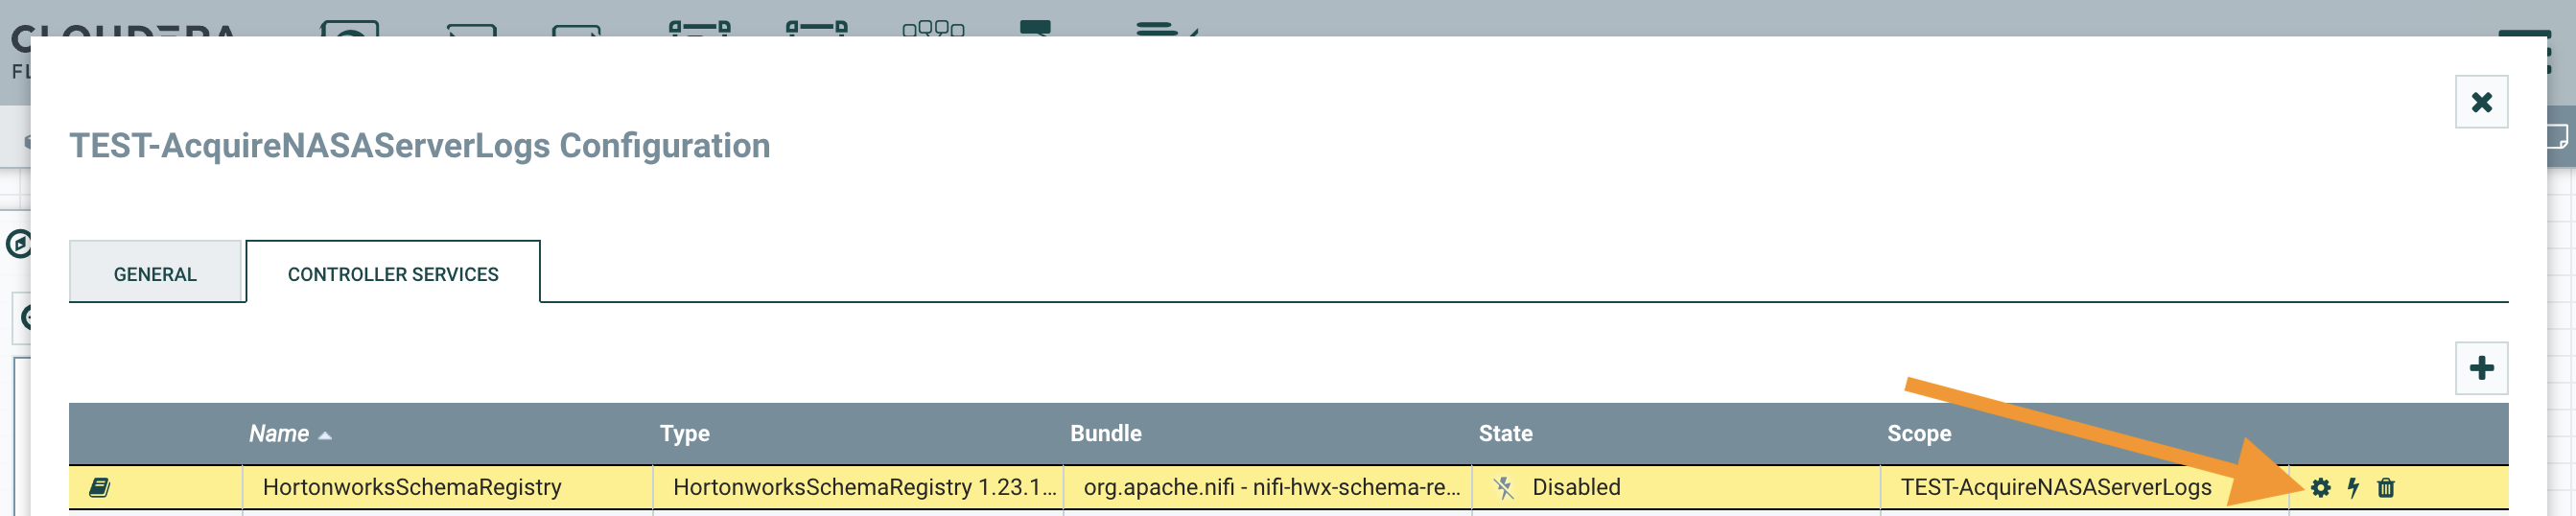 TEST-AcquireNASAServerLogs Configuration
GENERAL CONTROLLER SERVICES
Name Type Bundle State Scope
HortonworksSchemaRegistry HortonworksSchemaRegistry 1.23.1... org.apache.nifi - nifi-hwx-schema-re... Disabled TEST-AcquireNASAServerLogs